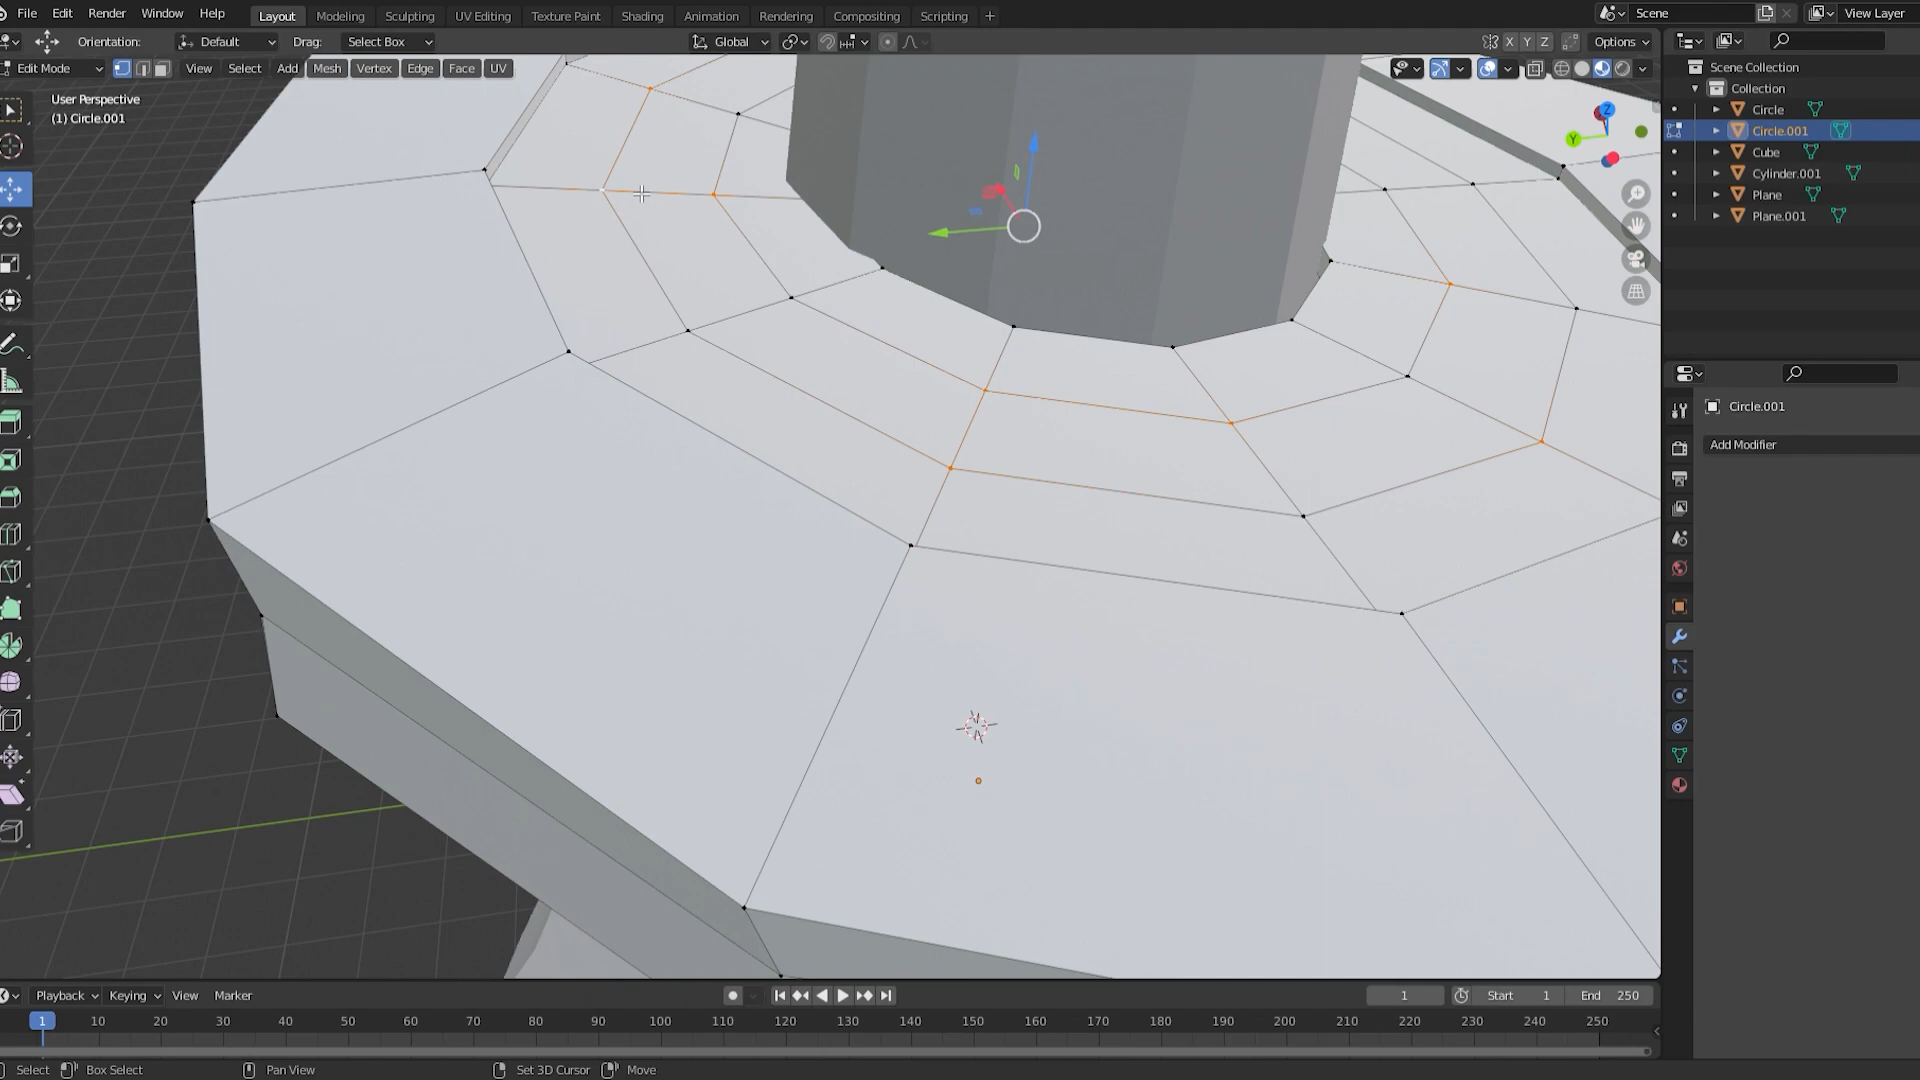 File Edit Render Window Help Layout Modeling Sculpting UV Editing Texture Paint Shading Animation Rendering Compositing Scripting + Scene View Layer
Orientation: Default Drag: Select Box Global X Y Z Options
Edit Mode View Select Add Mesh Vertex Edge Face UV
Scene Collection
Collection
Circle
Circle.001
Cube
Cylinder.001
Plane
Plane.001
User Perspective
(1) Circle.001
Z
Y
Circle.001
Add Modifier
Playback Keying View Marker 1 Start 1 End 250
1 10 20 30 40 50 60 70 80 90 100 110 120 130 140 150 160 170 180 190 200 210 220 230 240 250
Select Box Select Pan View Set 3D Cursor Move